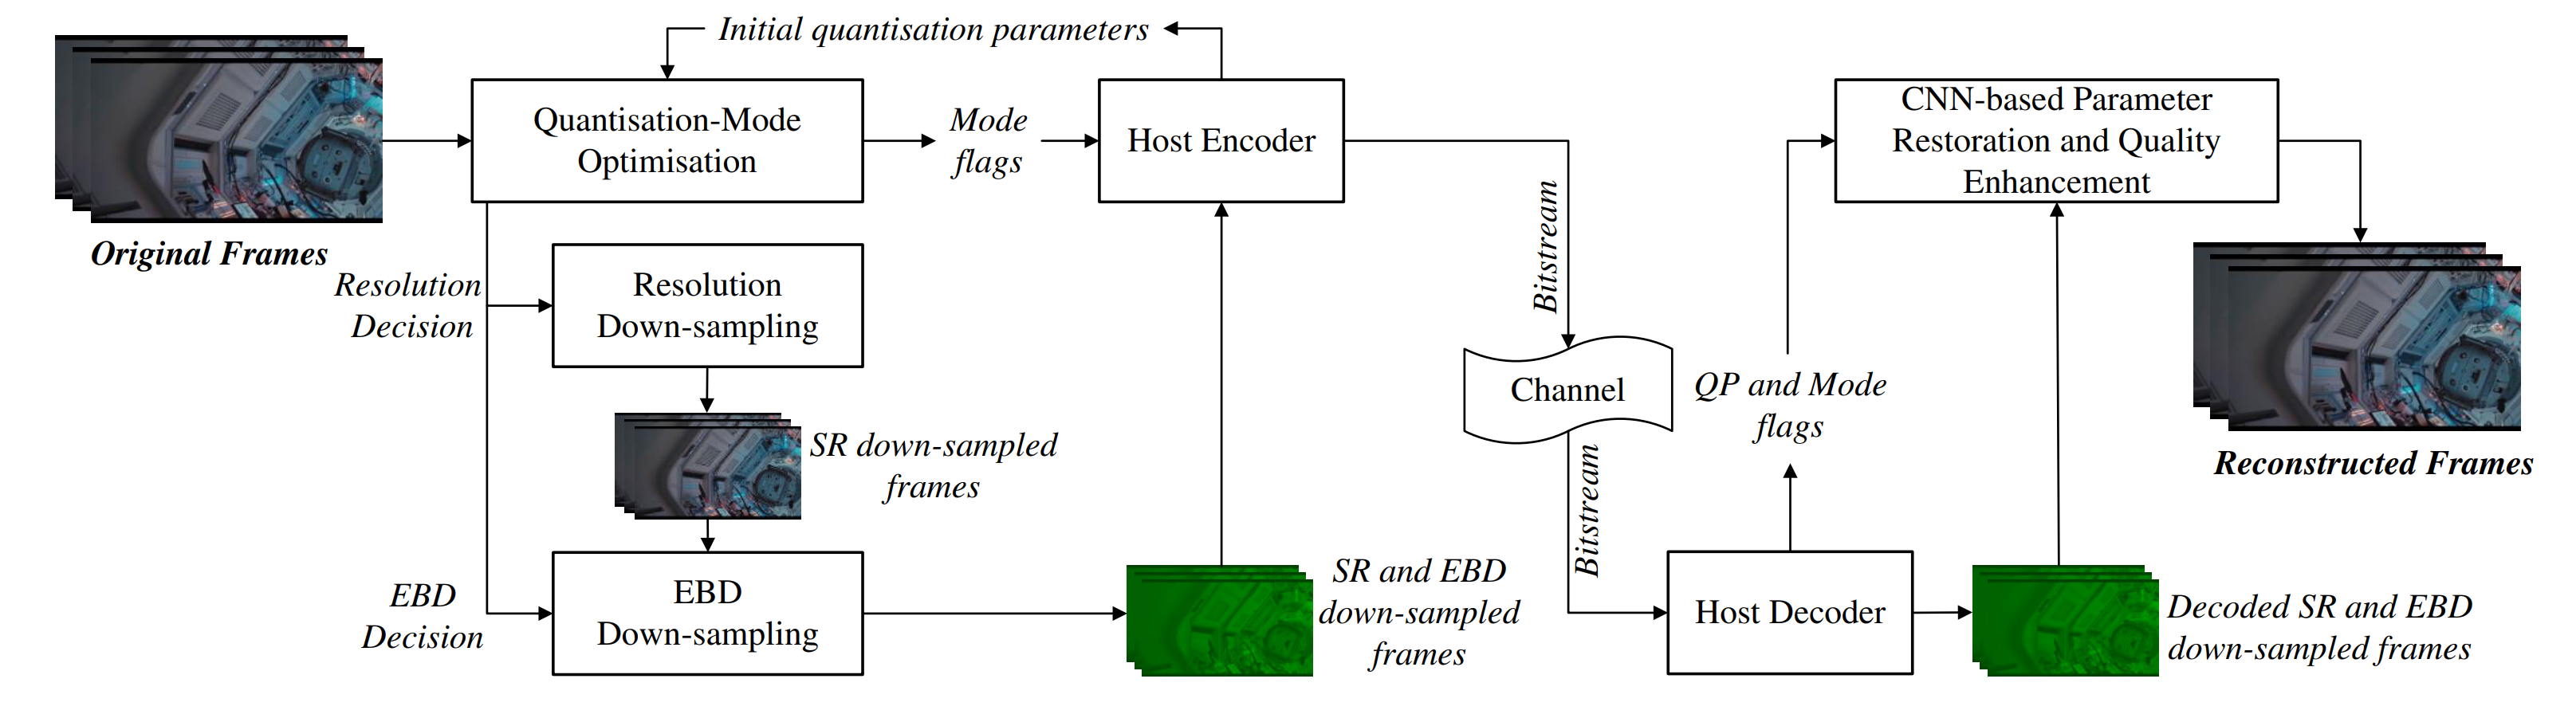 Initial quantisation parameters
Quantisation-Mode
Optimisation
Mode
flags
Host Encoder
CNN-based Parameter
Restoration and Quality
Enhancement
Original Frames
Resolution
Decision
Resolution
Down-sampling
Bitstream
Channel
QP and Mode
flags
SR down-sampled
frames
Reconstructed Frames
Bitstream
EBD
Decision
EBD
Down-sampling
SR and EBD
down-sampled
frames
Host Decoder
Decoded SR and EBD
down-sampled frames